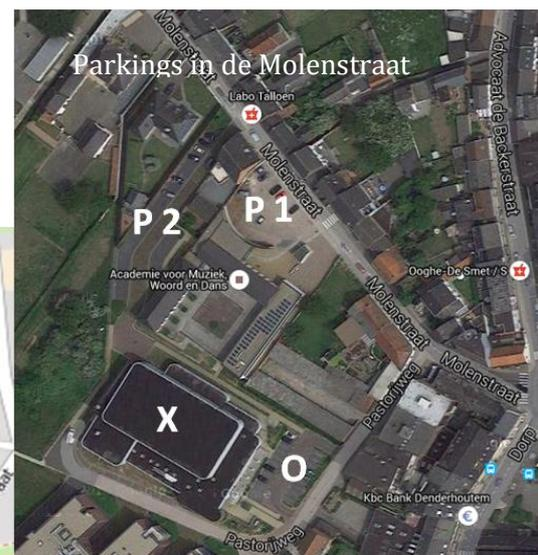 Parkings in de Molenstraat
Molenstraat
Labo Talloen
Advocaat de Backerstraat
Molenstraat
P 1
P 2
Academie voor Muziek,
Woord en Dans
Ooghe-De Smet / S
Molenstraat
Molenstraat
Pastorijweg
X
O
Dorp
Kbc Bank Denderhoutem
€
Pastorijweg